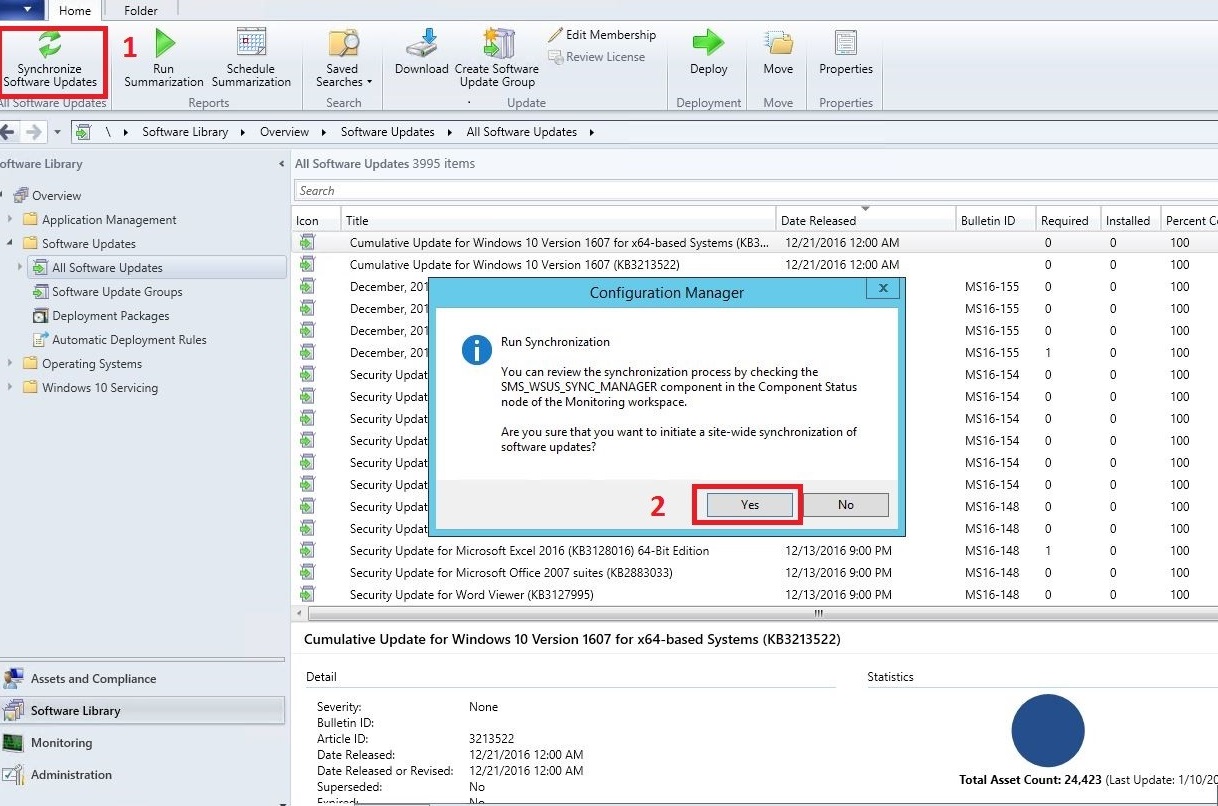 Home Folder
Synchronize Software Updates
1
Run Summarization
Schedule Summarization
Saved Searches
Download
Create Software Update Group
Edit Membership
Review License
Deploy
Move
Properties
All Software Updates Reports Search Update Deployment Move Properties
\ Software Library Overview Software Updates All Software Updates
oftware Library
Overview
Application Management
Software Updates
All Software Updates
Software Update Groups
Deployment Packages
Automatic Deployment Rules
Operating Systems
Windows 10 Servicing
All Software Updates 3995 items
Search
Icon Title Date Released Bulletin ID Required Installed Percent C
Cumulative Update for Windows 10 Version 1607 for x64-based Systems (KB3... 12/21/2016 12:00 AM 0 0 100
Cumulative Update for Windows 10 Version 1607 (KB3213522) 12/21/2016 12:00 AM 0 0 100
December, 201 MS16-155 0 0 100
December, 201 MS16-155 0 0 100
December, 201 MS16-155 0 0 100
December, 201 MS16-155 1 0 100
Security Updat MS16-154 0 0 100
Security Updat MS16-154 0 0 100
Security Updat MS16-154 0 0 100
Security Updat MS16-154 0 0 100
Security Updat MS16-154 0 0 100
Security Updat MS16-154 0 0 100
Security Updat MS16-148 0 0 100
Security Updat MS16-148 0 0 100
Security Update for Microsoft Excel 2016 (KB3128016) 64-Bit Edition 12/13/2016 9:00 PM MS16-148 1 0 100
Security Update for Microsoft Office 2007 suites (KB2883033) 12/13/2016 9:00 PM MS16-148 0 0 100
Security Update for Word Viewer (KB3127995) 12/13/2016 9:00 PM MS16-148 0 0 100
Configuration Manager
x
Run Synchronization
You can review the synchronization process by checking the
SMS_WSUS_SYNC_MANAGER component in the Component Status
node of the Monitoring workspace.
Are you sure that you want to initiate a site-wide synchronization of
software updates?
2 Yes No
Cumulative Update for Windows 10 Version 1607 for x64-based Systems (KB3213522)
Detail
Severity: None
Bulletin ID:
Article ID: 3213522
Date Released: 12/21/2016 12:00 AM
Date Released or Revised: 12/21/2016 12:00 AM
Superseded: No
Expired: No
Statistics
Total Asset Count: 24,423 (Last Update: 1/10/20
Assets and Compliance
Software Library
Monitoring
Administration